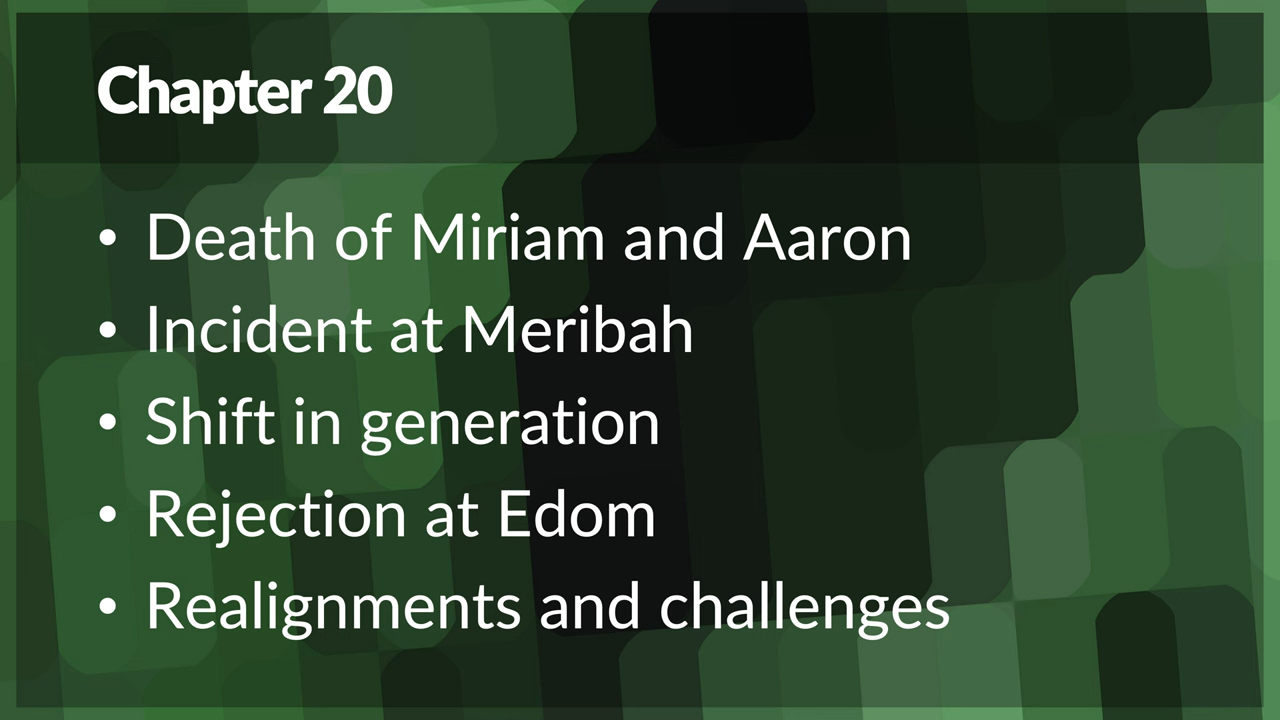 Chapter 20
• Death of Miriam and Aaron
• Incident at Meribah
• Shift in generation
• Rejection at Edom
• Realignments and challenges